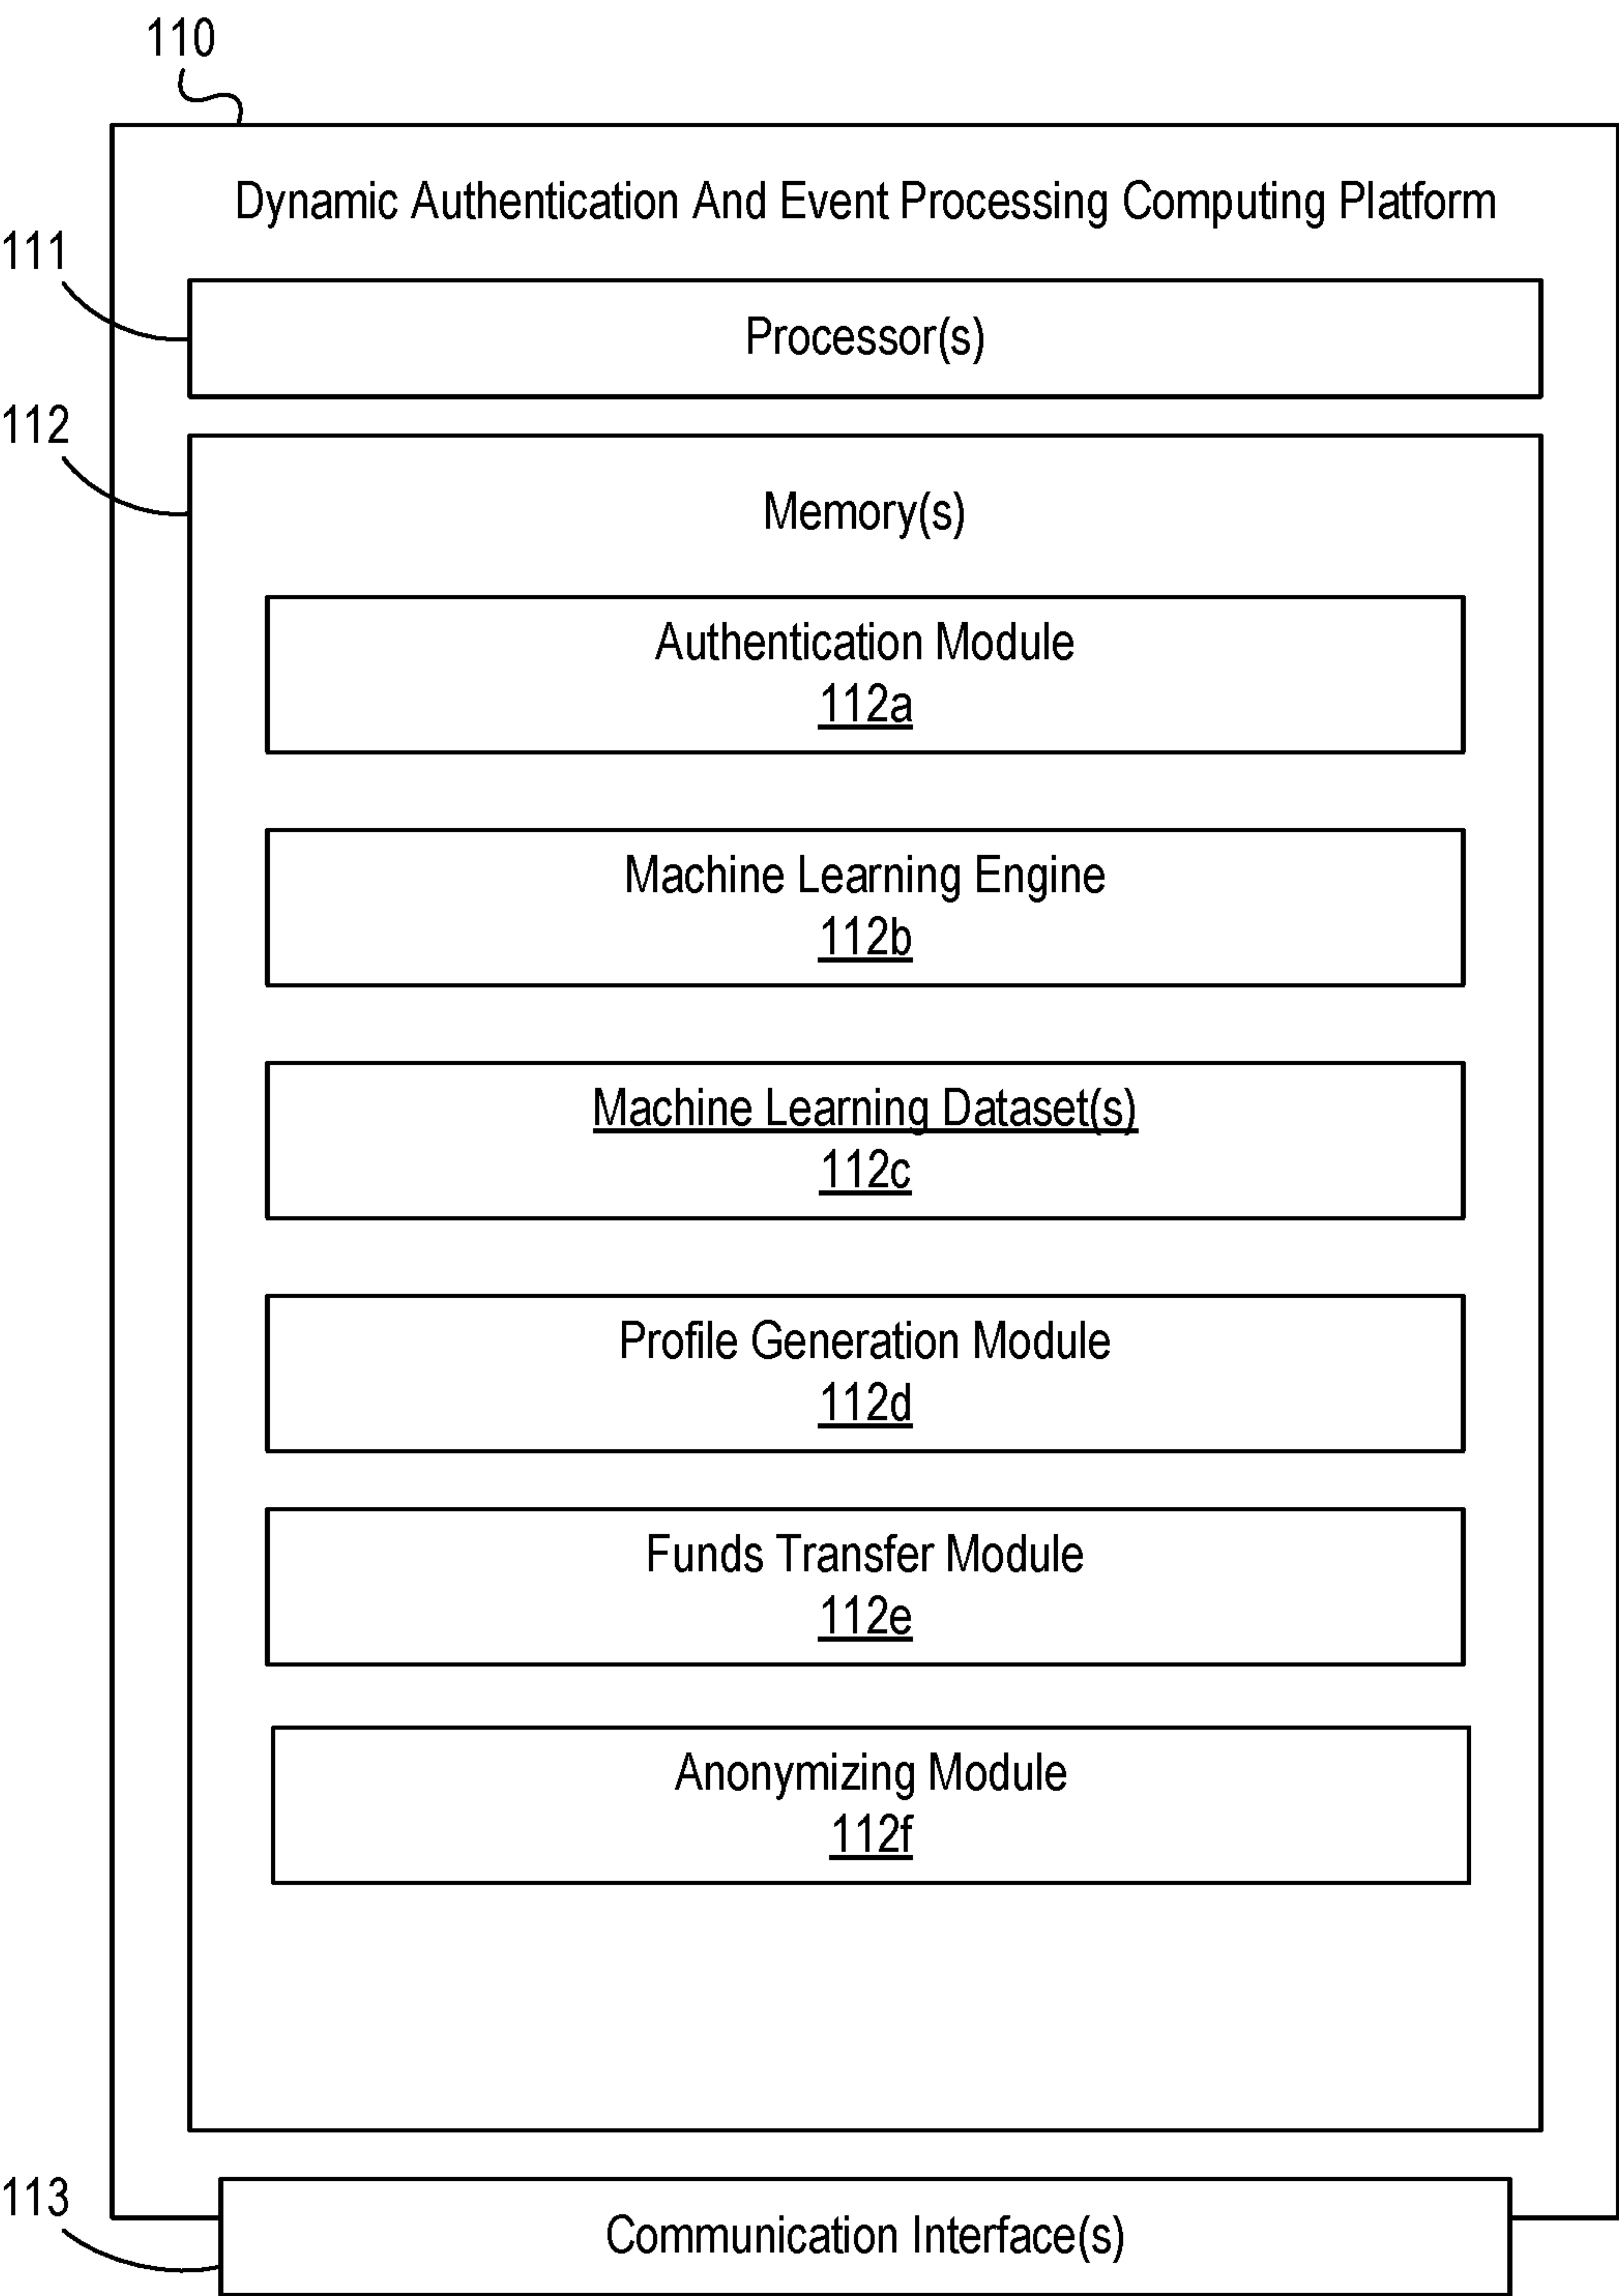 110
Dynamic Authentication And Event Processing Computing Platform
111
Processor(s)
112
Memory(s)
Authentication Module
112a
Machine Learning Engine
112b
Machine Learning Dataset(s)
112c
Profile Generation Module
112d
Funds Transfer Module
112e
Anonymizing Module
112f
113
Communication Interface(s)